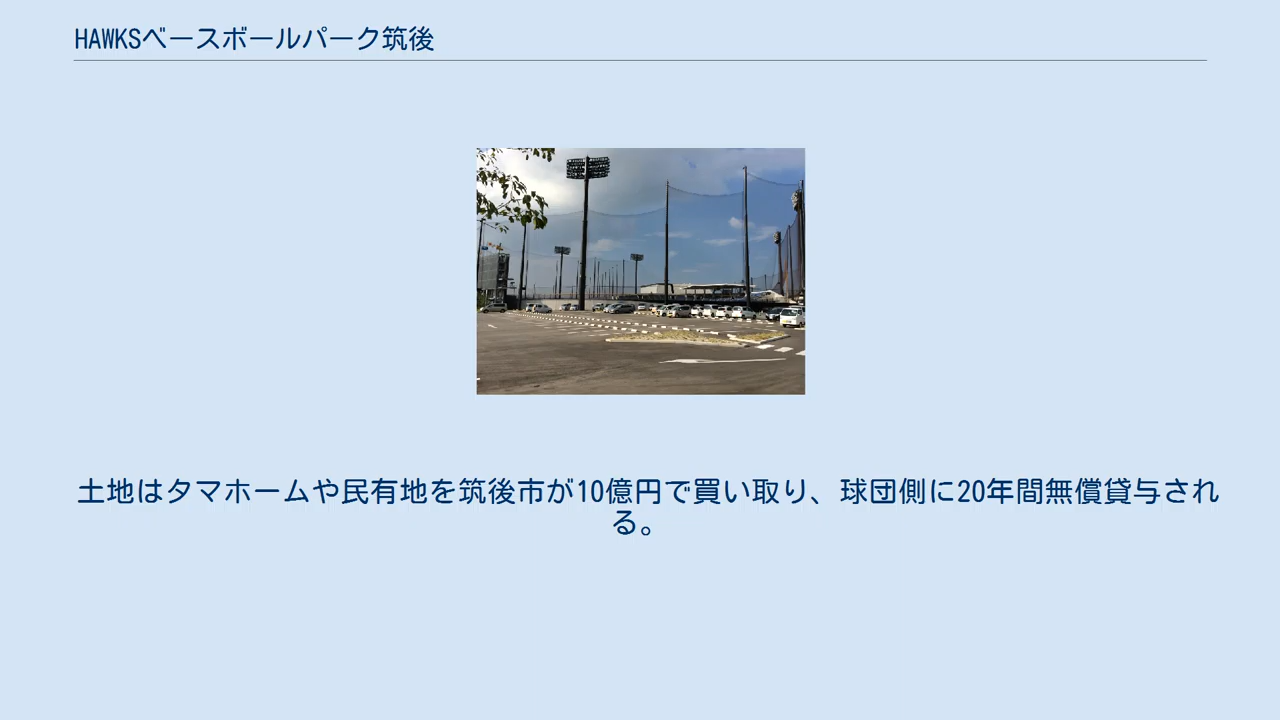 HAWKSベースボールパーク筑後
土地はタマホームや民有地を筑後市が10億円で買い取り、球団側に20年間無償貸与され
る。